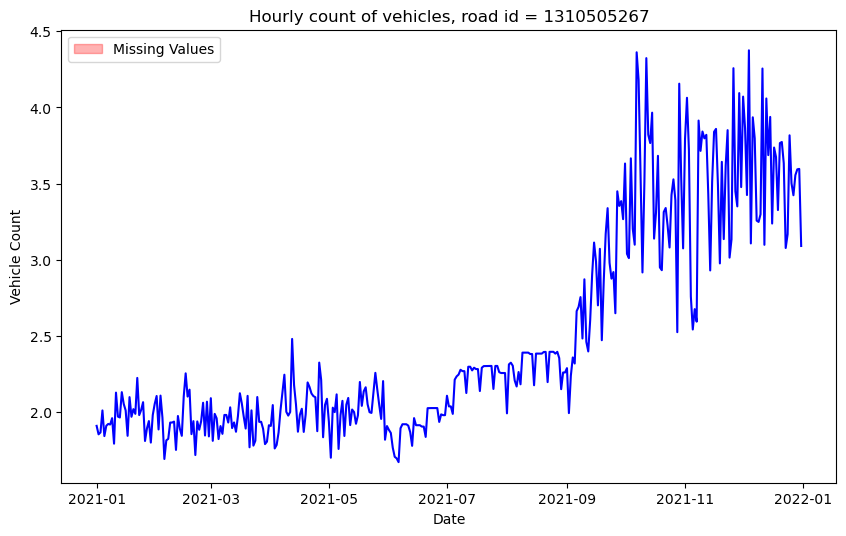 Hourly count of vehicles, road id = 1310505267
Missing Values
4.5
4.0
3.5
3.0
2.5
2.0
Vehicle Count
2021-01 2021-03 2021-05 2021-07 2021-09 2021-11 2022-01
Date